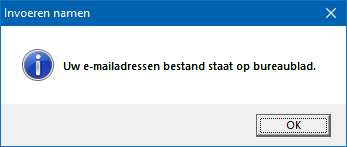 Invoeren namen
Uw e-mailadressen bestand staat op bureaublad.
OK